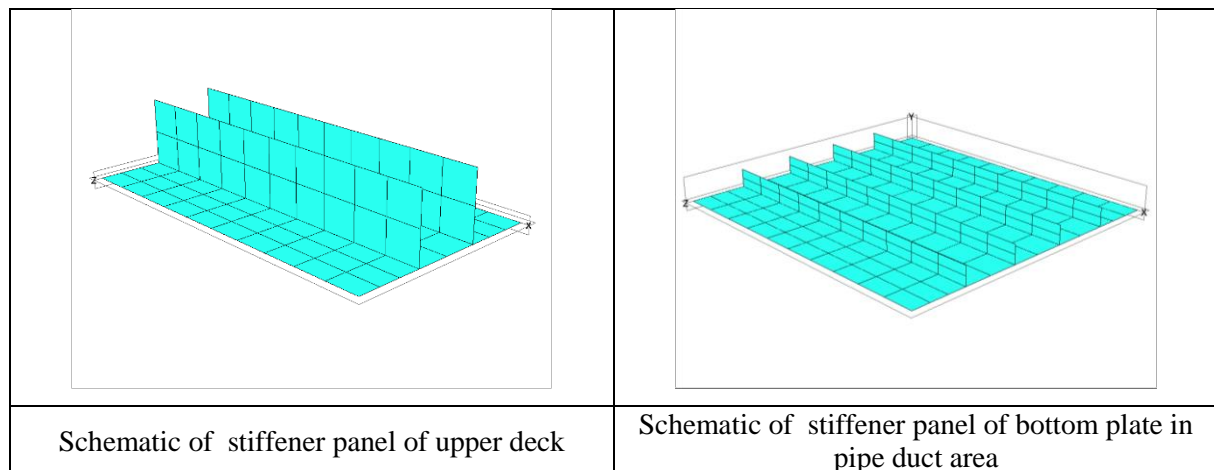 Z
X
Y
Z
X
Schematic of stiffener panel of upper deck
Schematic of stiffener panel of bottom plate in
pipe duct area